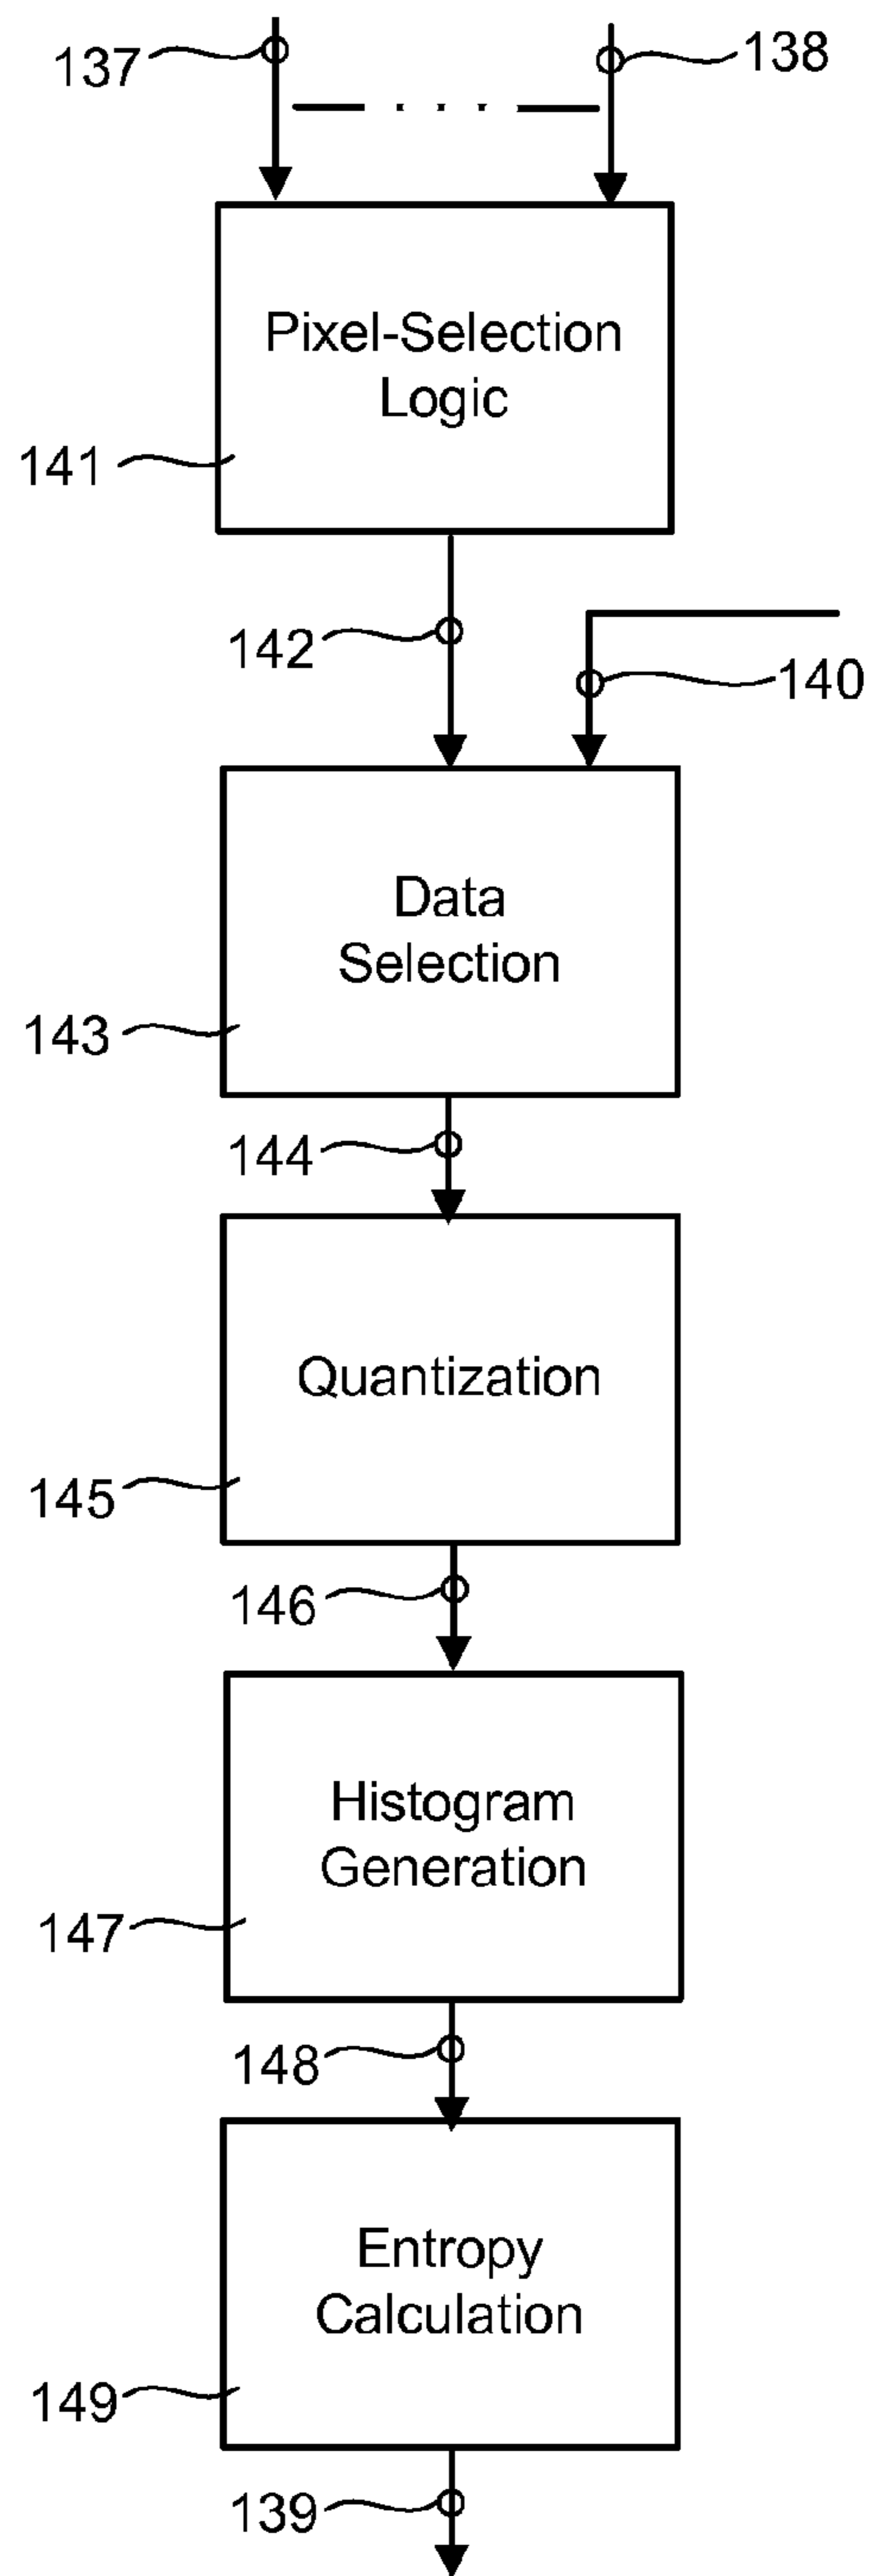 137
138
Pixel-Selection
Logic
141
142
140
Data
Selection
143
144
Quantization
145
146
Histogram
Generation
147
148
Entropy
Calculation
149
139